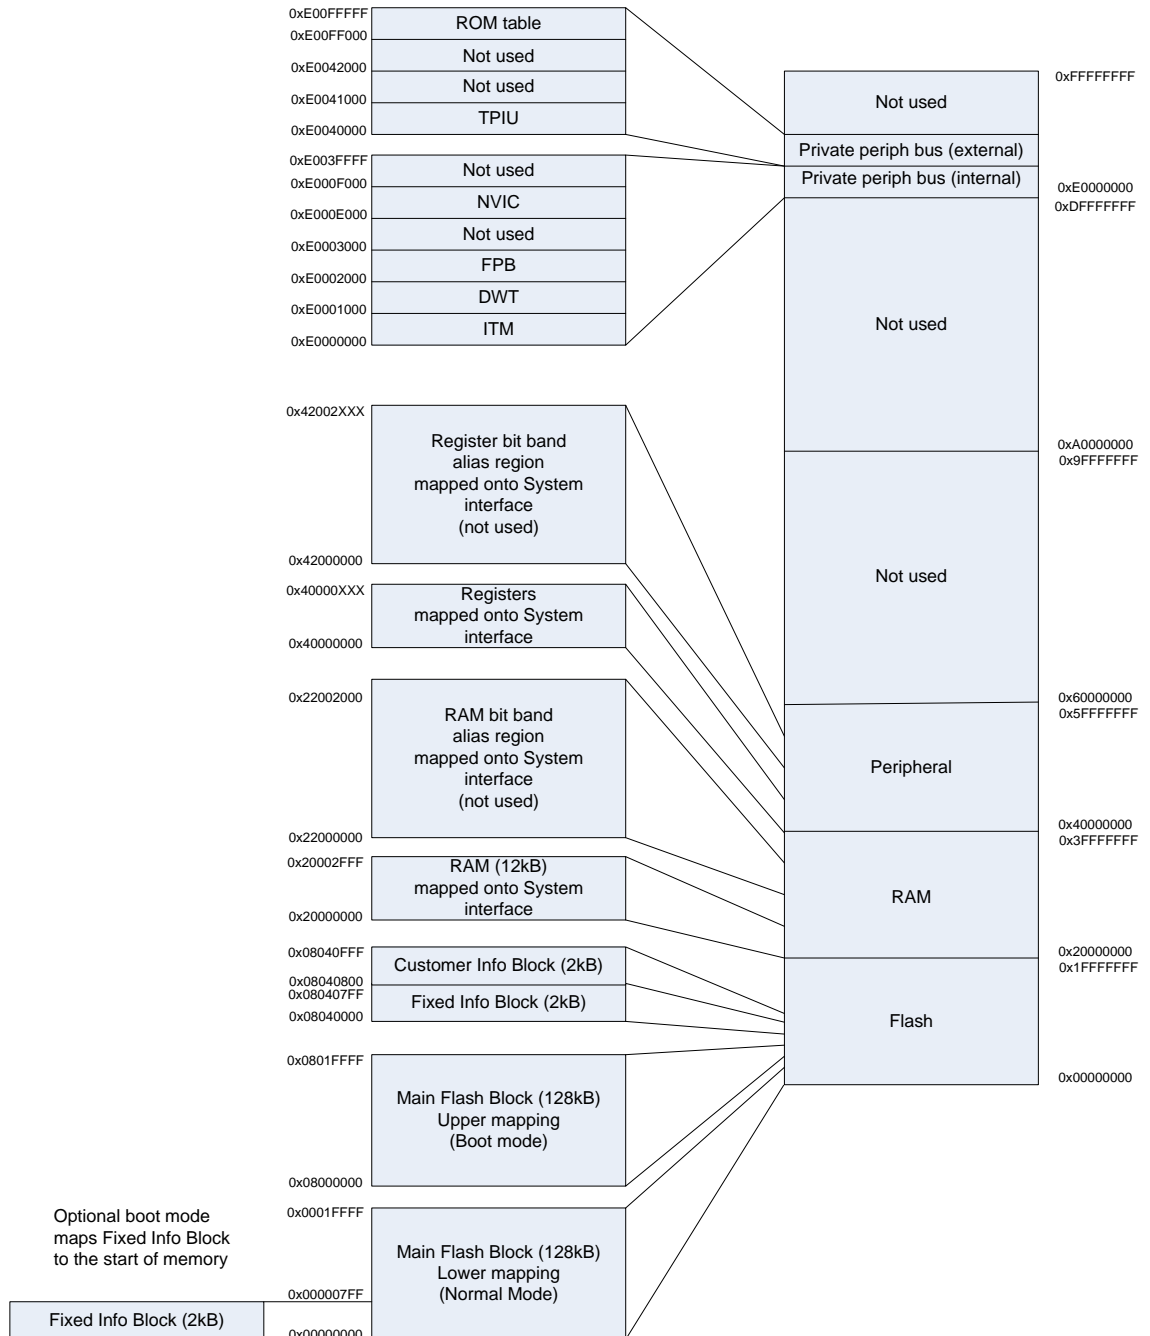 0xE00FFFFF
ROM table
0xE00FF000
Not used
0xE0042000
Not used
0xE0041000
TPIU
0xE0040000
0xE003FFFF
Not used
0xE000F000
NVIC
0xE000E000
Not used
0xE0003000
FPB
0xE0002000
DWT
0xE0001000
ITM
0xE0000000
0x42002XXX
Register bit band
alias region
mapped onto System
interface
(not used)
0x42000000
0x40000XXX
Registers
mapped onto System
interface
0x40000000
0x22002000
RAM bit band
alias region
mapped onto System
interface
(not used)
0x22000000
0x20002FFF
RAM (12kB)
mapped onto System
interface
0x20000000
0x08040FFF
Customer Info Block (2kB)
0x08040800
0x080407FF
Fixed Info Block (2kB)
0x08040000
0x0801FFFF
Main Flash Block (128kB)
Upper mapping
(Boot mode)
0x08000000
0x0001FFFF
Main Flash Block (128kB)
Lower mapping
(Normal Mode)
0x000007FF
0x00000000
Optional boot mode
maps Fixed Info Block
to the start of memory
Fixed Info Block (2kB)
0xFFFFFFFF
Not used
Private periph bus (external)
Private periph bus (internal)
0xE0000000
0xDFFFFFFF
Not used
0xA0000000
0x9FFFFFFF
Not used
0x60000000
0x5FFFFFFF
Peripheral
0x40000000
0x3FFFFFFF
RAM
0x20000000
0x1FFFFFFF
Flash
0x00000000